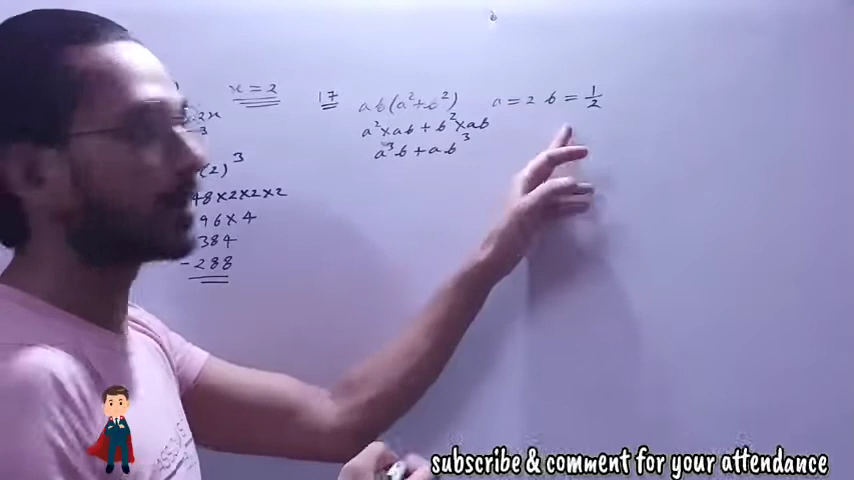 x = 2
17 ab(a²+b²) a = 2 b = 1/2
a²×ab + b²×ab
a³b + ab³
(2)³
48×2×2×2
96×4
384
-288
subscribe & comment for your attendance